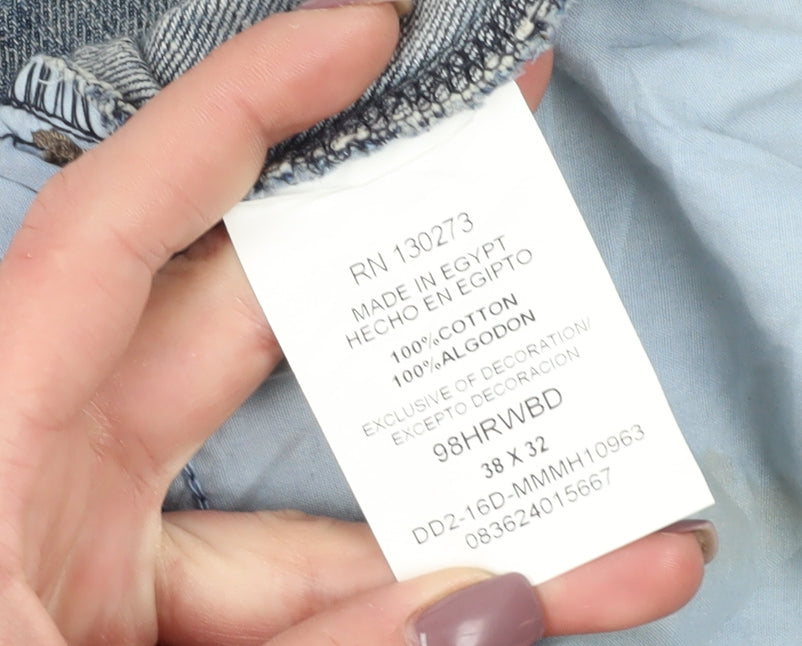 RN 130273
MADE IN EGYPT
HECHO EN EGIPTO
100%COTTON
100%ALGODON
EXCLUSIVE OF DECORATION/
EXCEPTO DECORACION
98HRWBD
38 X 32
DD2-16D-MMMH10963
083624015667